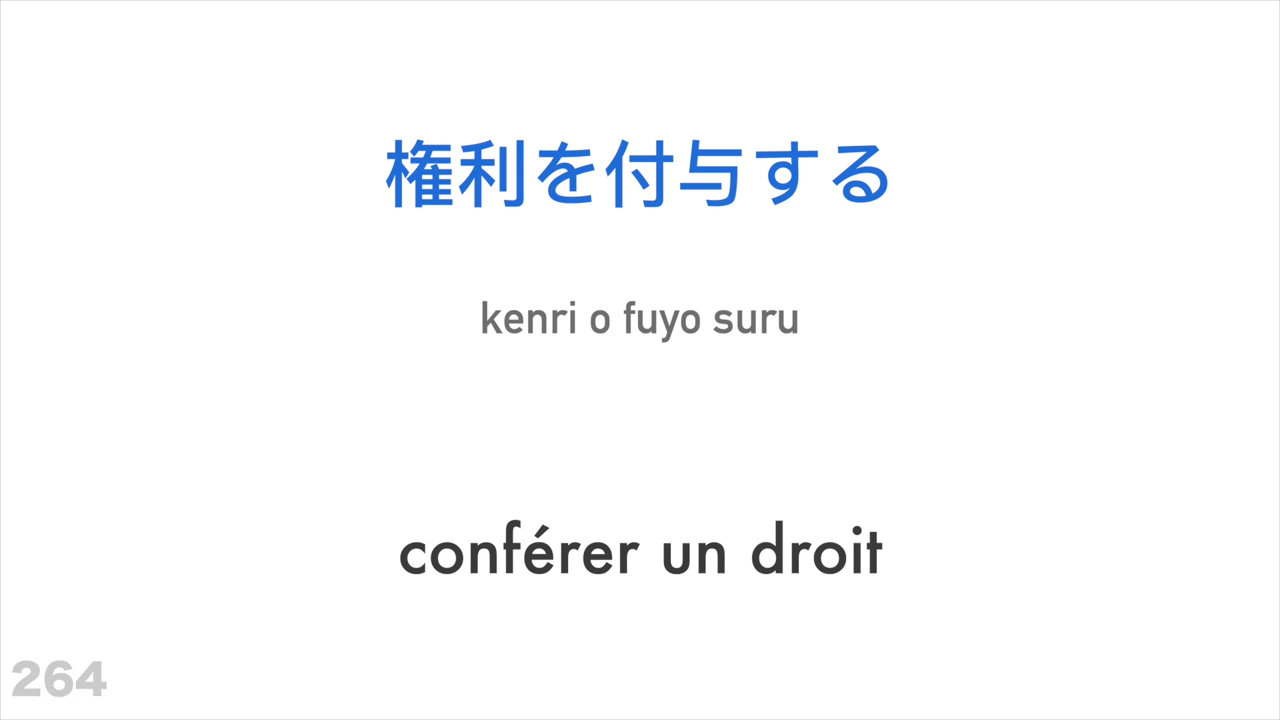 権利を付与する
kenri o fuyo suru
conférer un droit
264